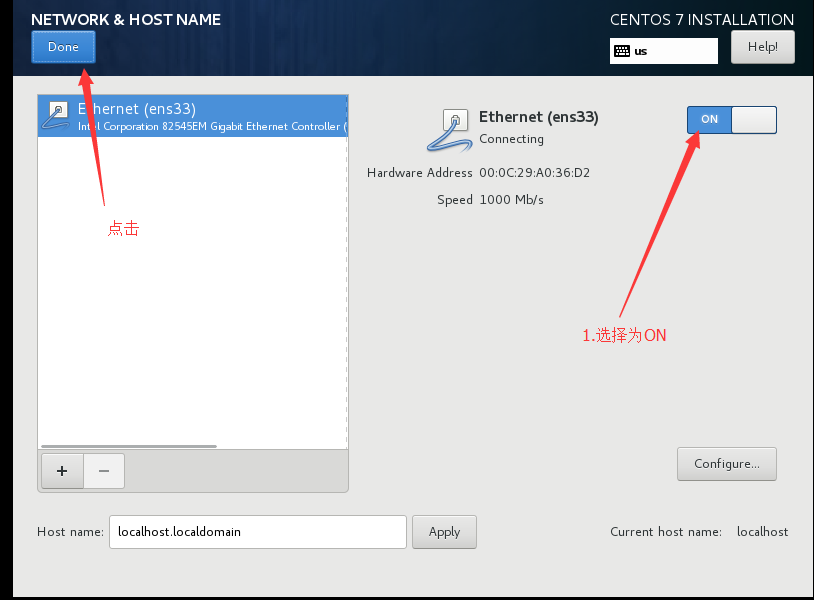 NETWORK & HOST NAME
CENTOS 7 INSTALLATION
Done
us
Help!
Ethernet (ens33)
Intel Corporation 82545EM Gigabit Ethernet Controller (
Ethernet (ens33)
Connecting
ON
Hardware Address 00:0C:29:A0:36:D2
Speed 1000 Mb/s
点击
1.选择为ON
+ −
Configure...
Host name: localhost.localdomain Apply
Current host name: localhost